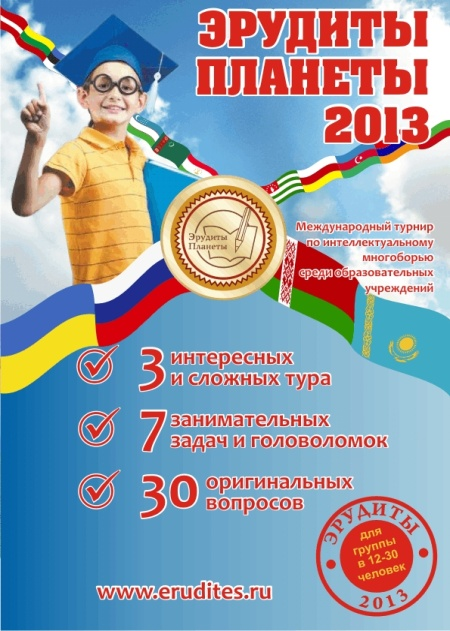 ЭРУДИТЫ
ПЛАНЕТЫ
2013
Эрудиты
Планеты
Международный турнир
по интеллектуальному
многоборью
среди образовательных
учреждений
3 интересных
и сложных тура
7 занимательных
задач и головоломок
30 оригинальных
вопросов
ЭРУДИТЫ
для
группы
в 12-30
человек
2013
www.erudites.ru